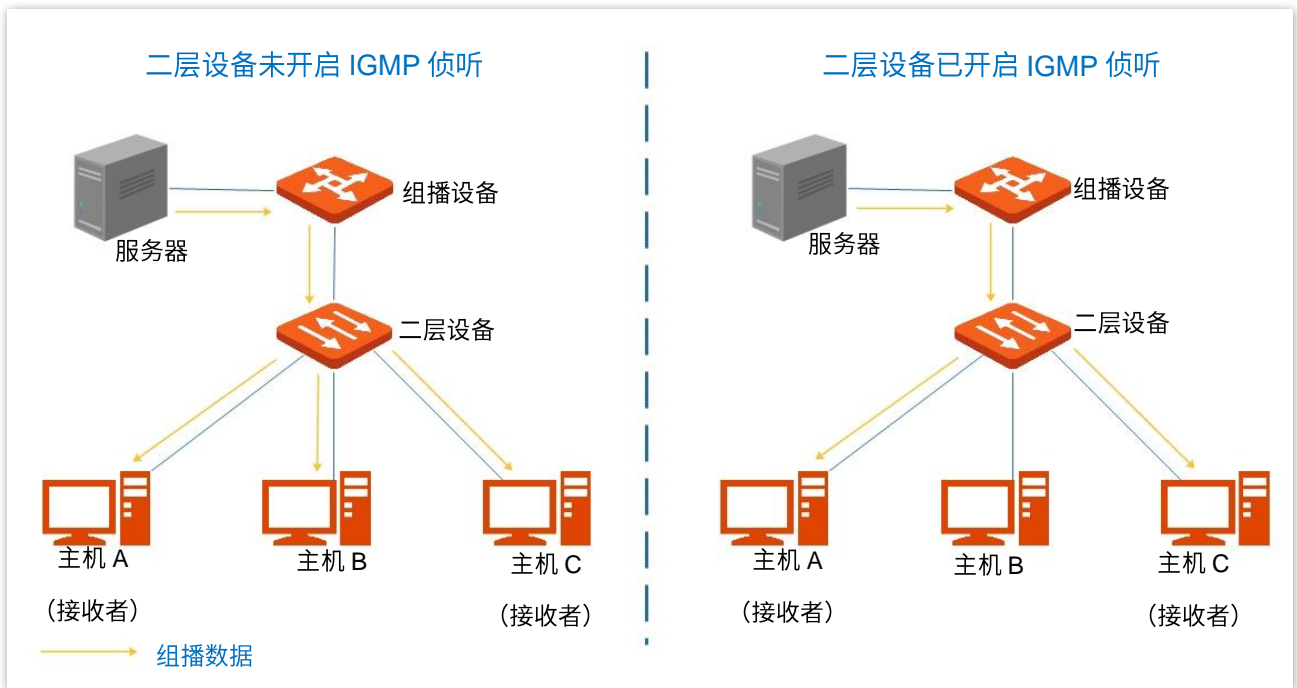 二层设备未开启 IGMP 侦听
组播设备
服务器
二层设备
主机 A
主机 B
主机 C
（接收者）
（接收者）
组播数据
二层设备已开启 IGMP 侦听
组播设备
服务器
二层设备
主机 A
主机 B
主机 C
（接收者）
（接收者）